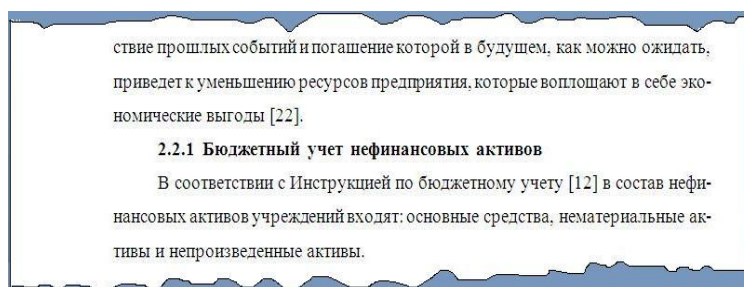 ствие прошлых событий и погашение которой в будущем, как можно ожидать,
приведет к уменьшению ресурсов предприятия, которые воплощают в себе эко-
номические выгоды [22].
2.2.1 Бюджетный учет нефинансовых активов
В соответствии с Инструкцией по бюджетному учету [12] в состав нефи-
нансовых активов учреждений входят: основные средства, нематериальные ак-
тивы и непроизведенные активы.